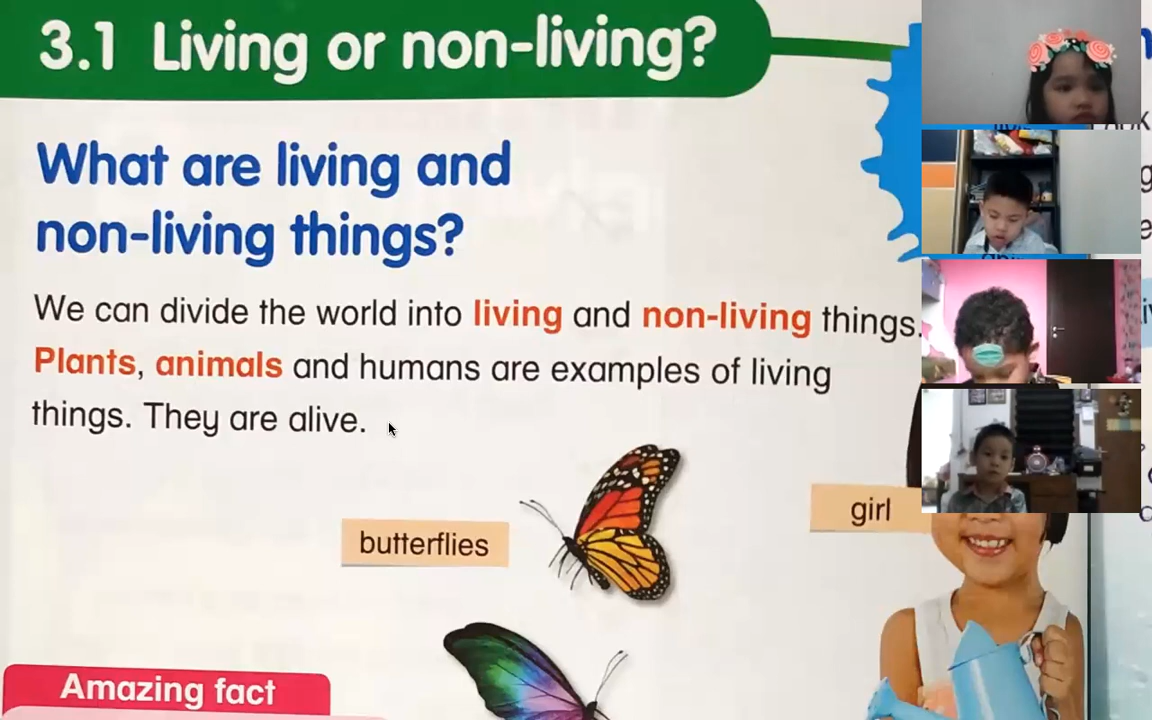 3.1 Living or non-living?
What are living and
non-living things?
We can divide the world into living and non-living things.
Plants, animals and humans are examples of living
things. They are alive.
butterflies
girl
Amazing fact